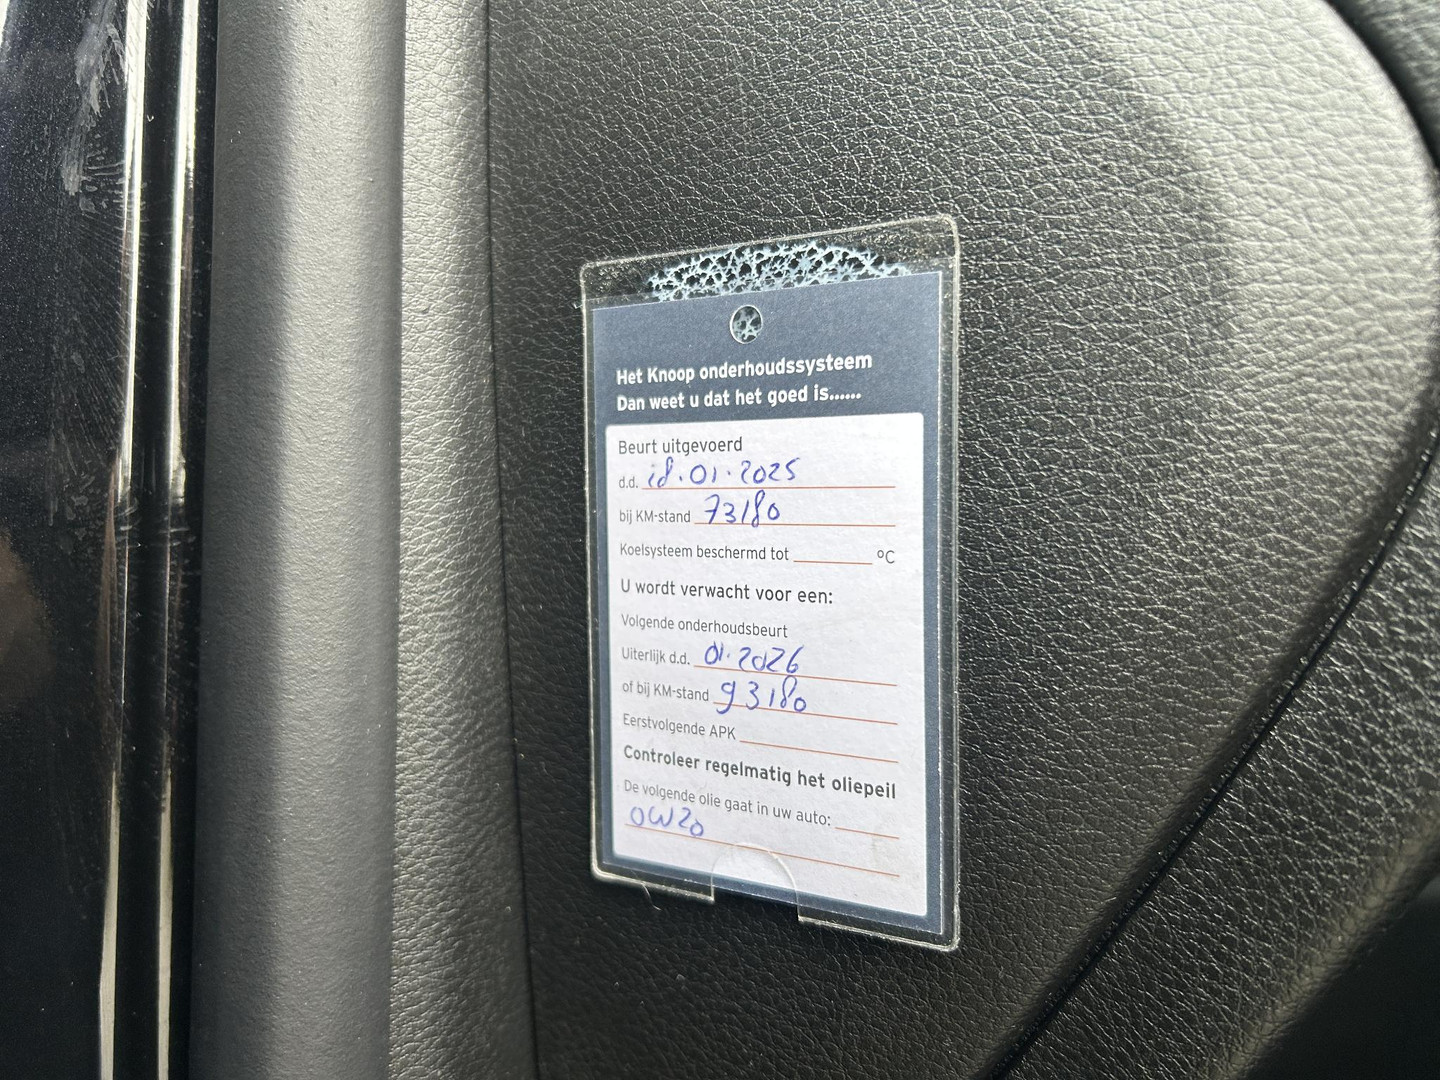 Het Knoop onderhoudssysteem
Dan weet u dat het goed is......
Beurt uitgevoerd
d.d. 18.01.2025
bij KM-stand 73180
Koelsysteem beschermd tot ________ °C
U wordt verwacht voor een:
Volgende onderhoudsbeurt
Uiterlijk d.d. 01.2026
of bij KM-stand 93180
Eerstvolgende APK
Controleer regelmatig het oliepeil
De volgende olie gaat in uw auto:
0W20